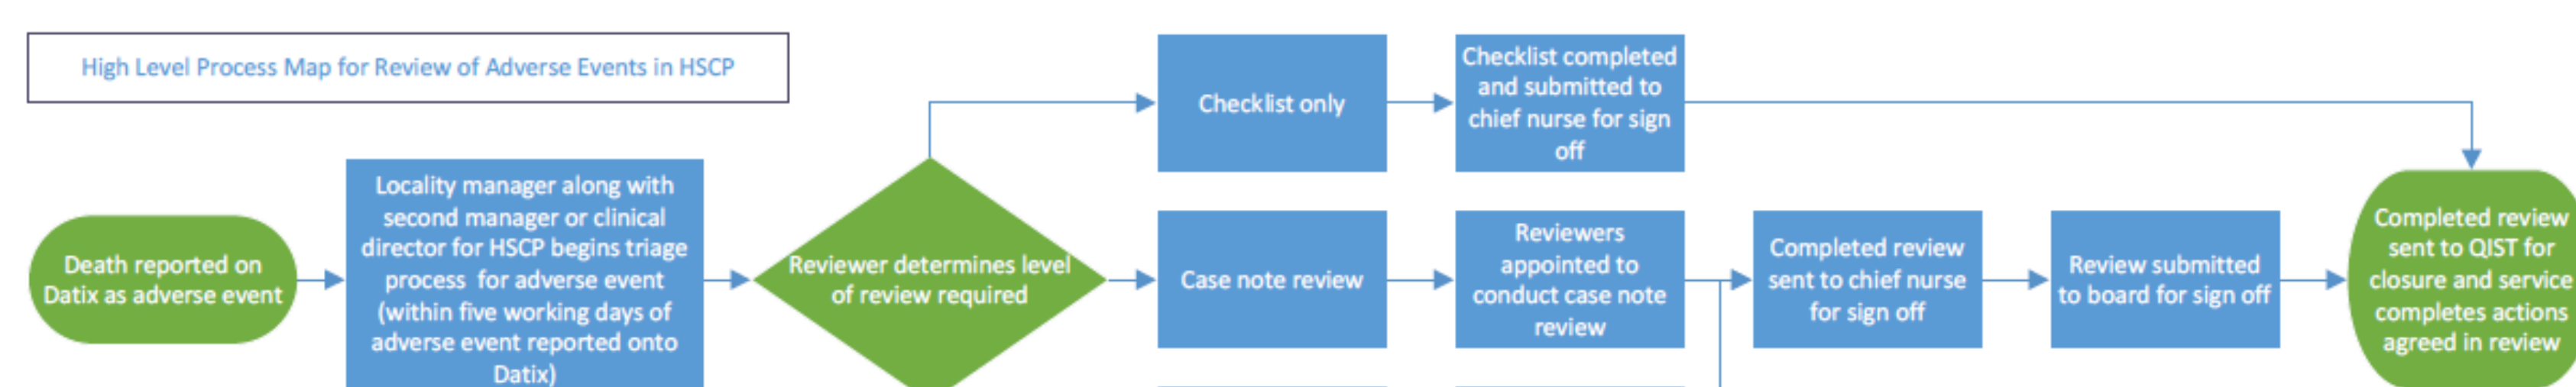 High Level Process Map for Review of Adverse Events in HSCP
Death reported on
Datix as adverse event
Locality manager along with
second manager or clinical
director for HSCP begins triage
process for adverse event
(within five working days of
adverse event reported onto
Datix)
Reviewer determines level
of review required
Checklist only
Checklist completed
and submitted to
chief nurse for sign
off
Case note review
Reviewers
appointed to
conduct case note
review
Completed review
sent to chief nurse
for sign off
Review submitted
to board for sign off
Completed review
sent to QIST for
closure and service
completes actions
agreed in review